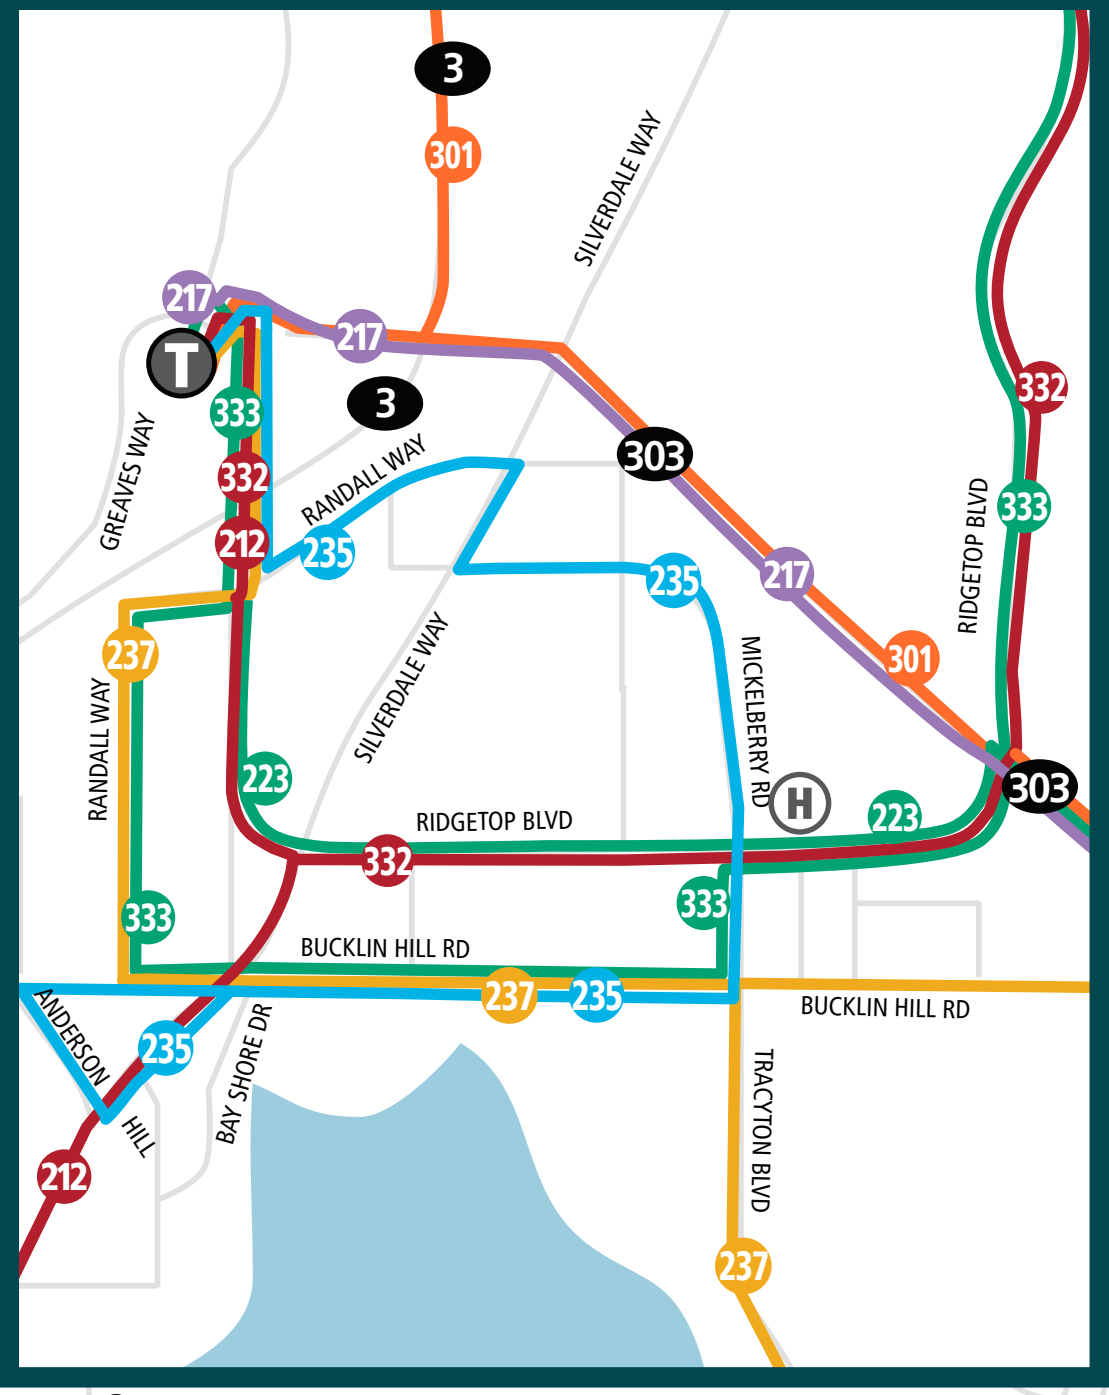 3
301
SILVERDALE WAY
217
217
T
3
332
333
GREAVES WAY
RANDALL WAY
303
332
333
RIDGETOP BLVD
212
235
235
217
237
SILVERDALE WAY
MICKELBERRY RD
301
RANDALL WAY
223
303
H
RIDGETOP BLVD
223
332
333
333
BUCKLIN HILL RD
237
235
BUCKLIN HILL RD
ANDERSON
HILL
235
BAY SHORE DR
TRACYTON BLVD
212
237